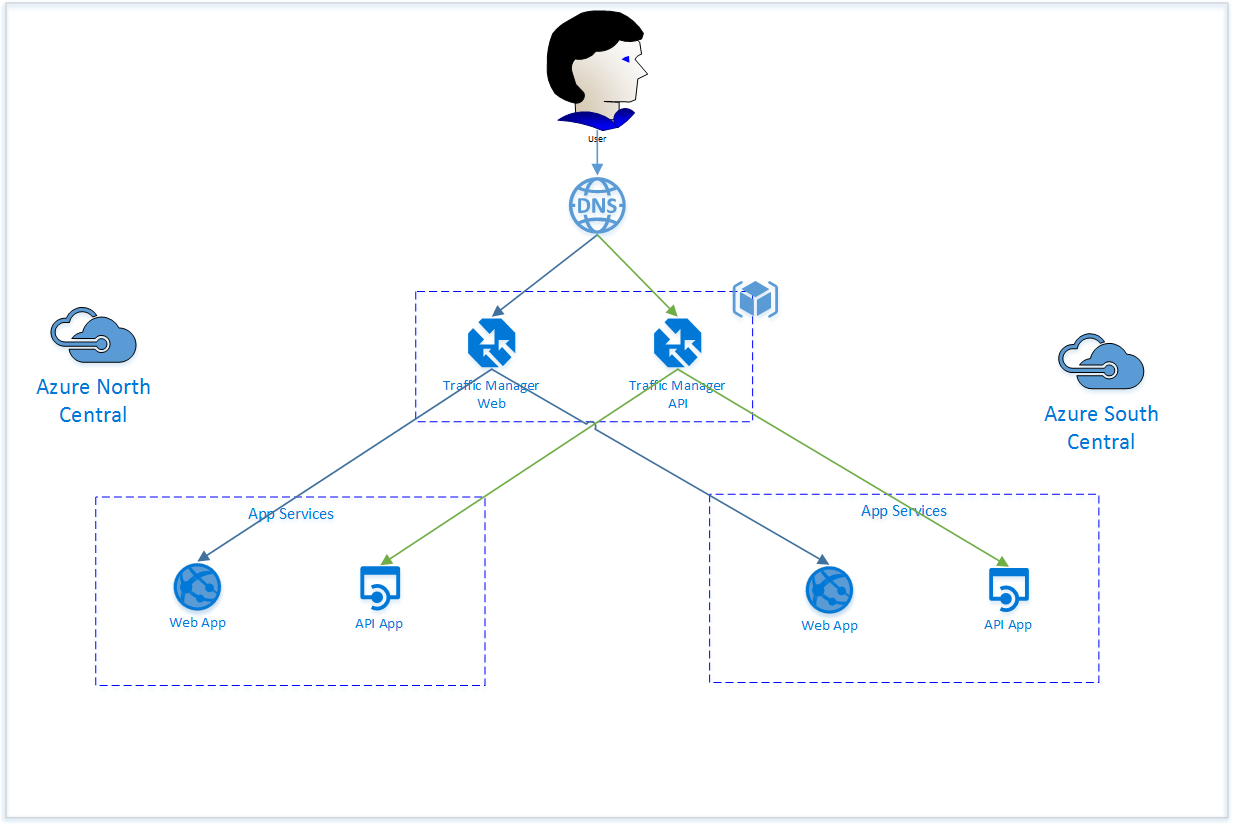 User
DNS
Traffic Manager
Web
Traffic Manager
API
Azure North
Central
Azure South
Central
App Services
Web App
API App
App Services
Web App
API App